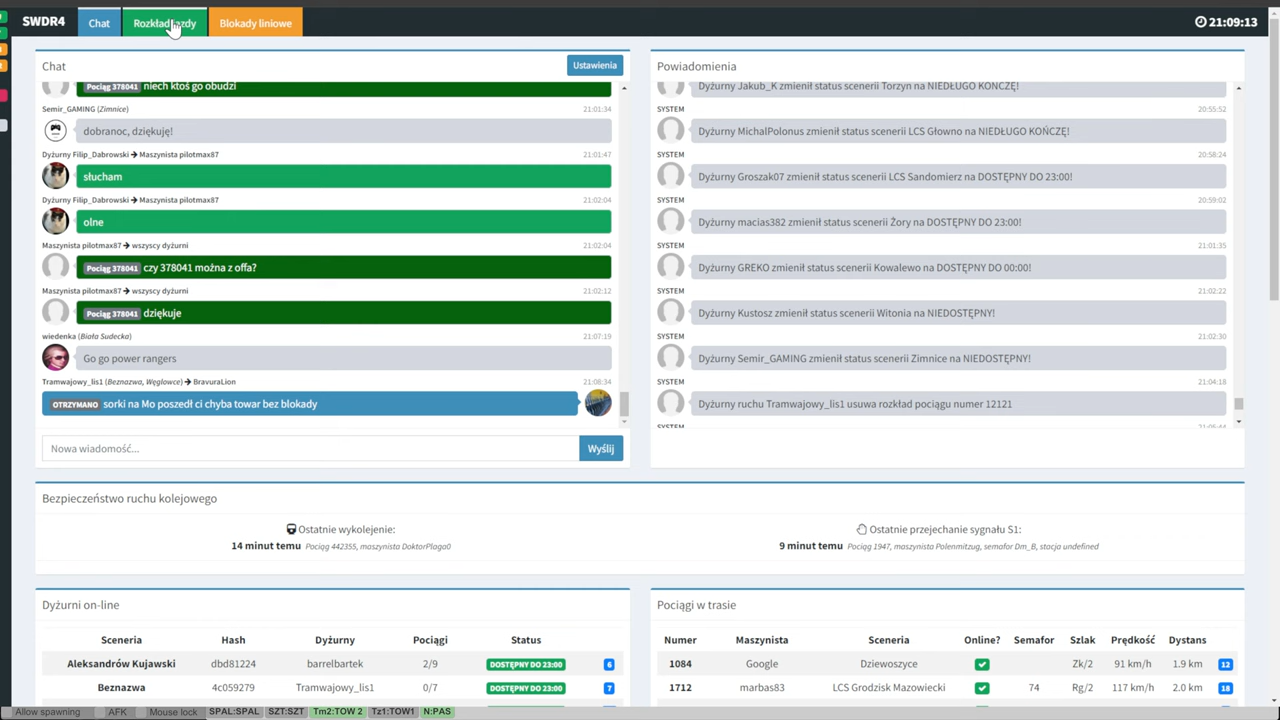 SWDR4
Chat
Rozkład jazdy
Blokady liniowe
21:09:13
Chat
Ustawienia
Pociąg 378041 niech ktoś go obudzi
Semir_GAMING (Zimnice) 21:01:34
dobranoc, dziękuję!
Dyżurny Filip_Dabrowski → Maszynista pilotmax87 21:01:47
słucham
Dyżurny Filip_Dabrowski → Maszynista pilotmax87 21:02:04
olne
Maszynista pilotmax87 → wszyscy dyżurni 21:02:04
Pociąg 378041 czy 378041 można z offa?
Maszynista pilotmax87 → wszyscy dyżurni 21:02:12
Pociąg 378041 dziękuje
wiedenka (Biała Sudecka) 21:07:19
Go go power rangers
Tramwajowy_lis1 (Beznazwa, Węglowce) → BravuraLion 21:08:34
OTRZYMANO sorki na Mo poszedł ci chyba towar bez blokady
Nowa wiadomość...
Wyślij
Powiadomienia
Dyżurny Jakub_K zmienił status scenerii Torzyn na NIEDŁUGO KOŃCZĘ!
SYSTEM 20:55:52
Dyżurny MichalPolonus zmienił status scenerii LCS Głowno na NIEDŁUGO KOŃCZĘ!
SYSTEM 20:58:24
Dyżurny Groszak07 zmienił status scenerii LCS Sandomierz na DOSTĘPNY DO 23:00!
SYSTEM 20:59:02
Dyżurny macias382 zmienił status scenerii Żory na DOSTĘPNY DO 23:00!
SYSTEM 21:01:35
Dyżurny GREKO zmienił status scenerii Kowalewo na DOSTĘPNY DO 00:00!
SYSTEM 21:02:22
Dyżurny Kustosz zmienił status scenerii Witonia na NIEDOSTĘPNY!
SYSTEM 21:02:30
Dyżurny Semir_GAMING zmienił status scenerii Zimnice na NIEDOSTĘPNY!
SYSTEM 21:04:18
Dyżurny ruchu Tramwajowy_lis1 usuwa rozkład pociągu numer 12121
SYSTEM
Bezpieczeństwo ruchu kolejowego
Ostatnie wykolejenie:
14 minut temu Pociąg 442355, maszynista DoktorPlaga0
Ostatnie przejechanie sygnału S1:
9 minut temu Pociąg 1947, maszynista Polenmitzug, semafor Dm_B, stacja undefined
Dyżurni on-line
Sceneria Hash Dyżurny Pociągi Status
Aleksandrów Kujawski dbd81224 barrelbartek 2/9 DOSTĘPNY DO 23:00 6
Beznazwa 4c059279 Tramwajowy_lis1 0/7 DOSTĘPNY DO 23:00 7
Pociągi w trasie
Numer Maszynista Sceneria Online? Semafor Szlak Prędkość Dystans
1084 Google Dziewoszyce Zk/2 91 km/h 1.9 km 12
1712 marbas83 LCS Grodzisk Mazowiecki 74 Rg/2 117 km/h 2.0 km 18
Allow spawning AFK Mouse lock SPAL:SPAL SZT:SZT Tm2:TOW 2 Tz1:TOW1 N:PAS